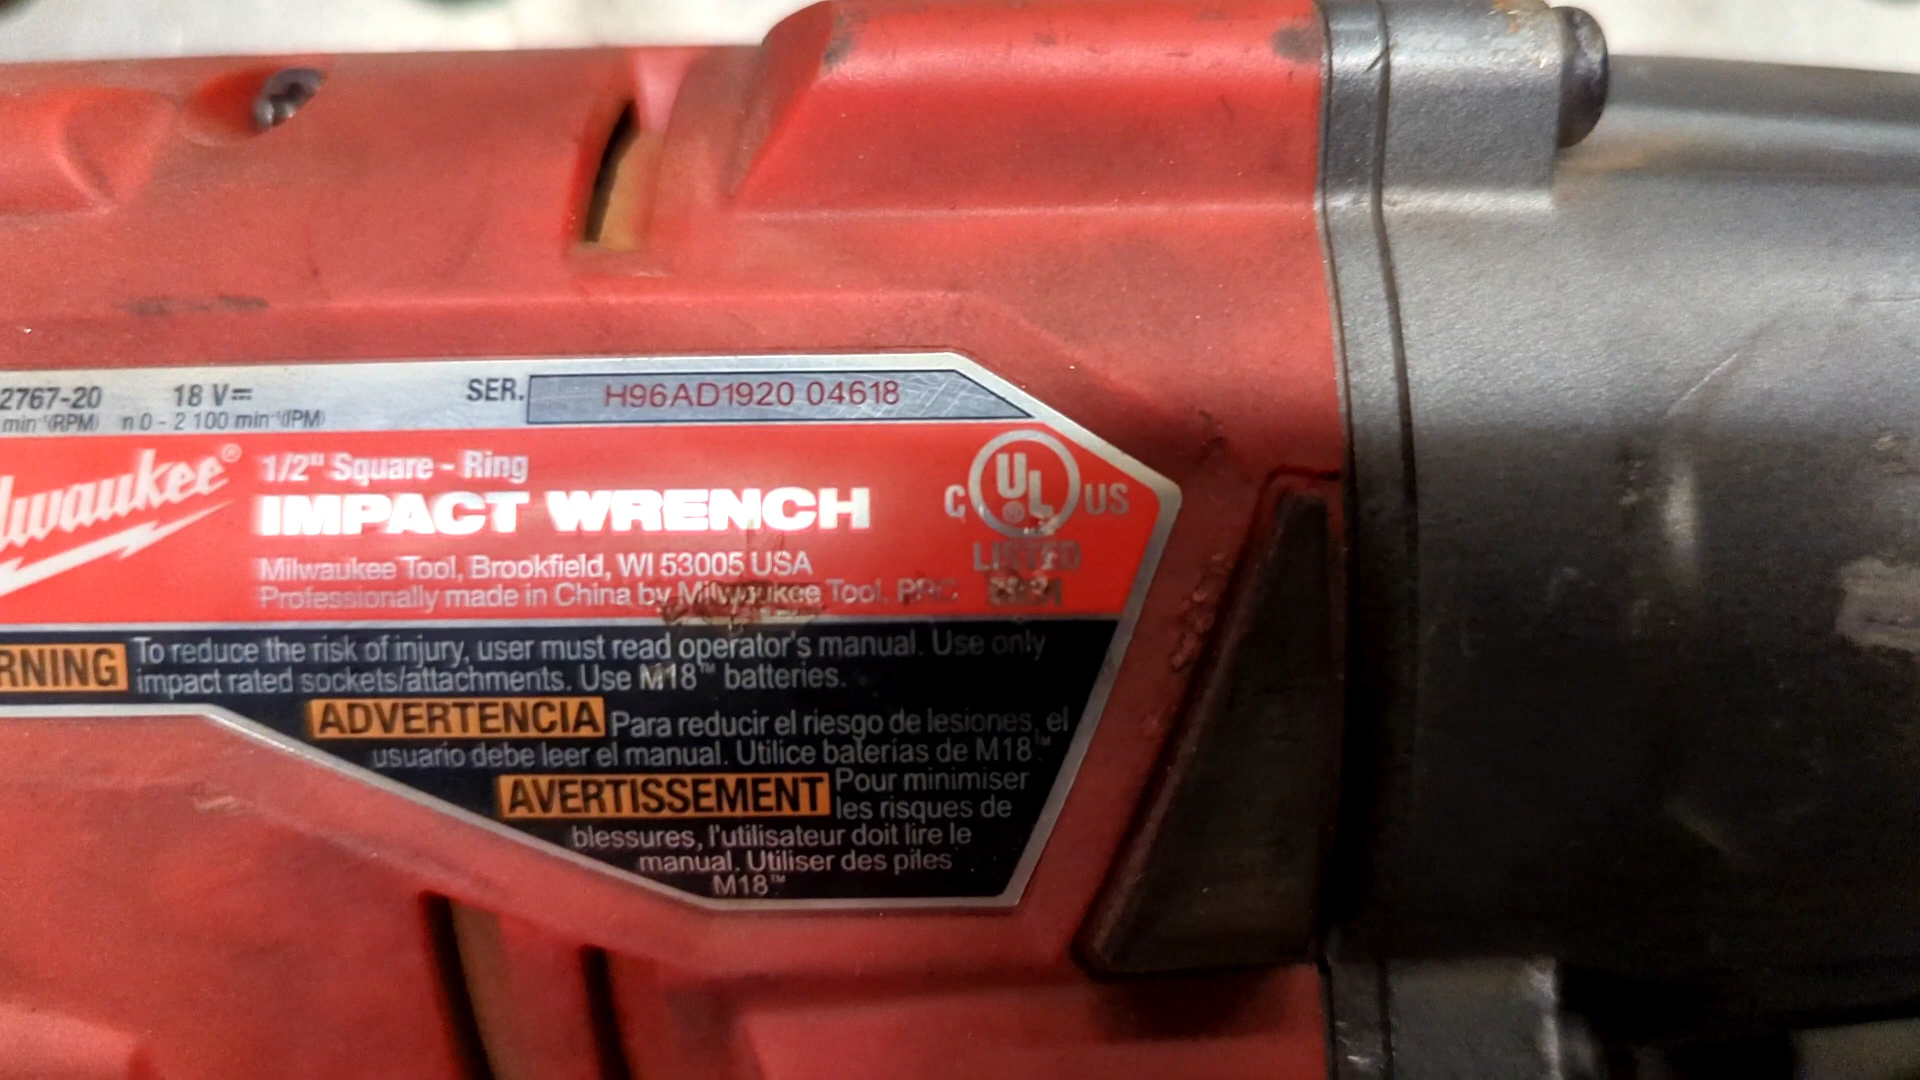 2767-20 18 V⎓ SER. H96AD1920 04618
min⁻¹(RPM) n 0 - 2 100 min⁻¹(IPM)
lwaukee® 1/2" Square - Ring
IMPACT WRENCH
C UL ® US
LISTED
Milwaukee Tool, Brookfield, WI 53005 USA
Professionally made in China by Milwaukee Tool, PRC
RNING To reduce the risk of injury, user must read operator's manual. Use only
impact rated sockets/attachments. Use M18™ batteries.
ADVERTENCIA Para reducir el riesgo de lesiones, el
usuario debe leer el manual. Utilice baterias de M18™.
AVERTISSEMENT Pour minimiser
les risques de
blessures, l'utilisateur doit lire le
manual. Utiliser des piles
M18™